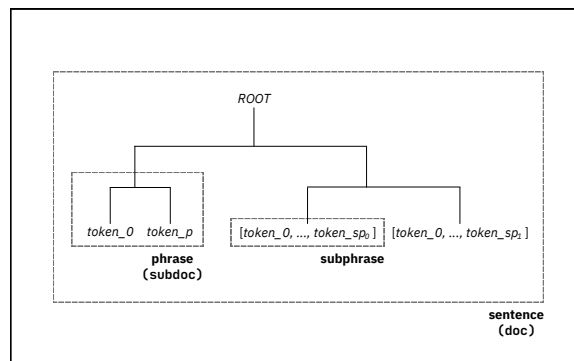 ROOT
token_0 token_p [token_0, ..., token_sp₀] [token_0, ..., token_sp₁]
phrase subphrase
(subdoc)
sentence
(doc)